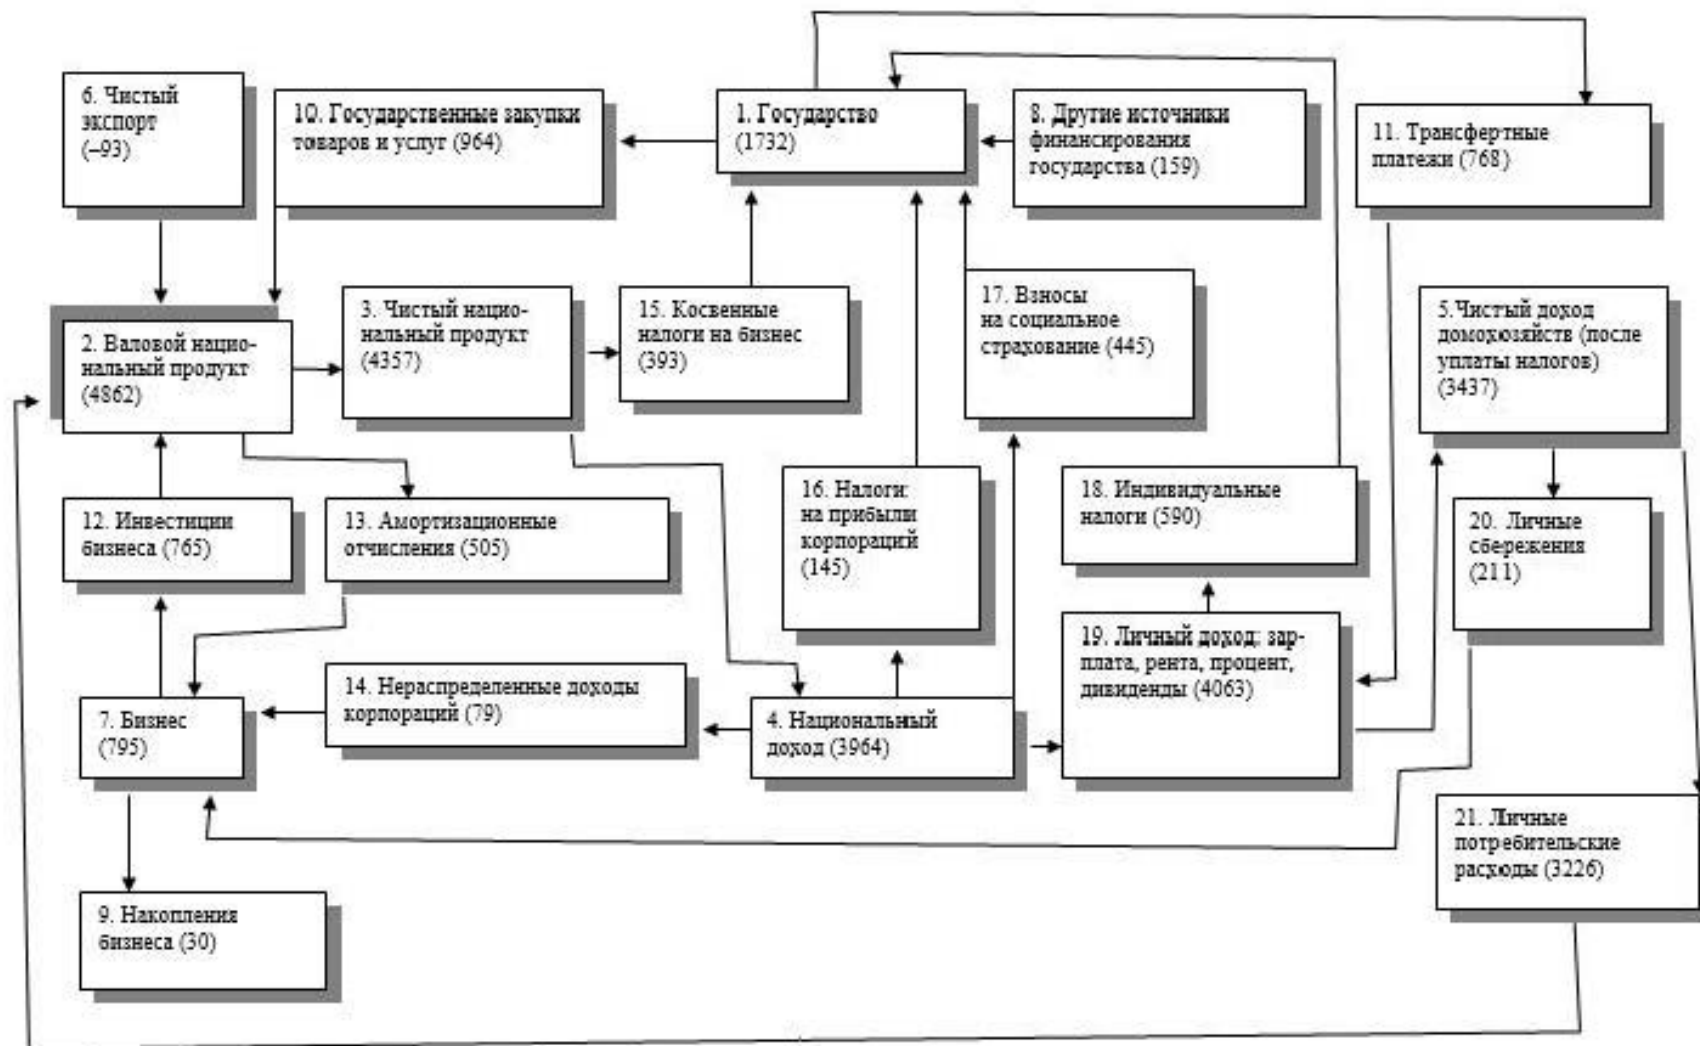 6. Чистый
экспорт
(–93)
10. Государственные закупки
товаров и услуг (964)
1. Государство
(1732)
8. Другие источники
финансирования
государства (159)
11. Трансфертные
платежи (768)
2. Валовой нацио-
нальный продукт
(4862)
3. Чистый нацио-
нальный продукт
(4357)
15. Косвенные
налоги на бизнес
(393)
17. Взносы
на социальное
страхование (445)
5.Чистый доход
домохозяйств (после
уплаты налогов)
(3437)
12. Инвестиции
бизнеса (765)
13. Амортизационные
отчисления (505)
16. Налоги:
на прибыли
корпораций
(145)
18. Индивидуальные
налоги (590)
20. Личные
сбережения
(211)
7. Бизнес
(795)
14. Нераспределенные доходы
корпораций (79)
4. Национальный
доход (3964)
19. Личный доход: зар-
плата, рента, процент,
дивиденды (4063)
21. Личные
потребительские
расходы (3226)
9. Накопления
бизнеса (30)